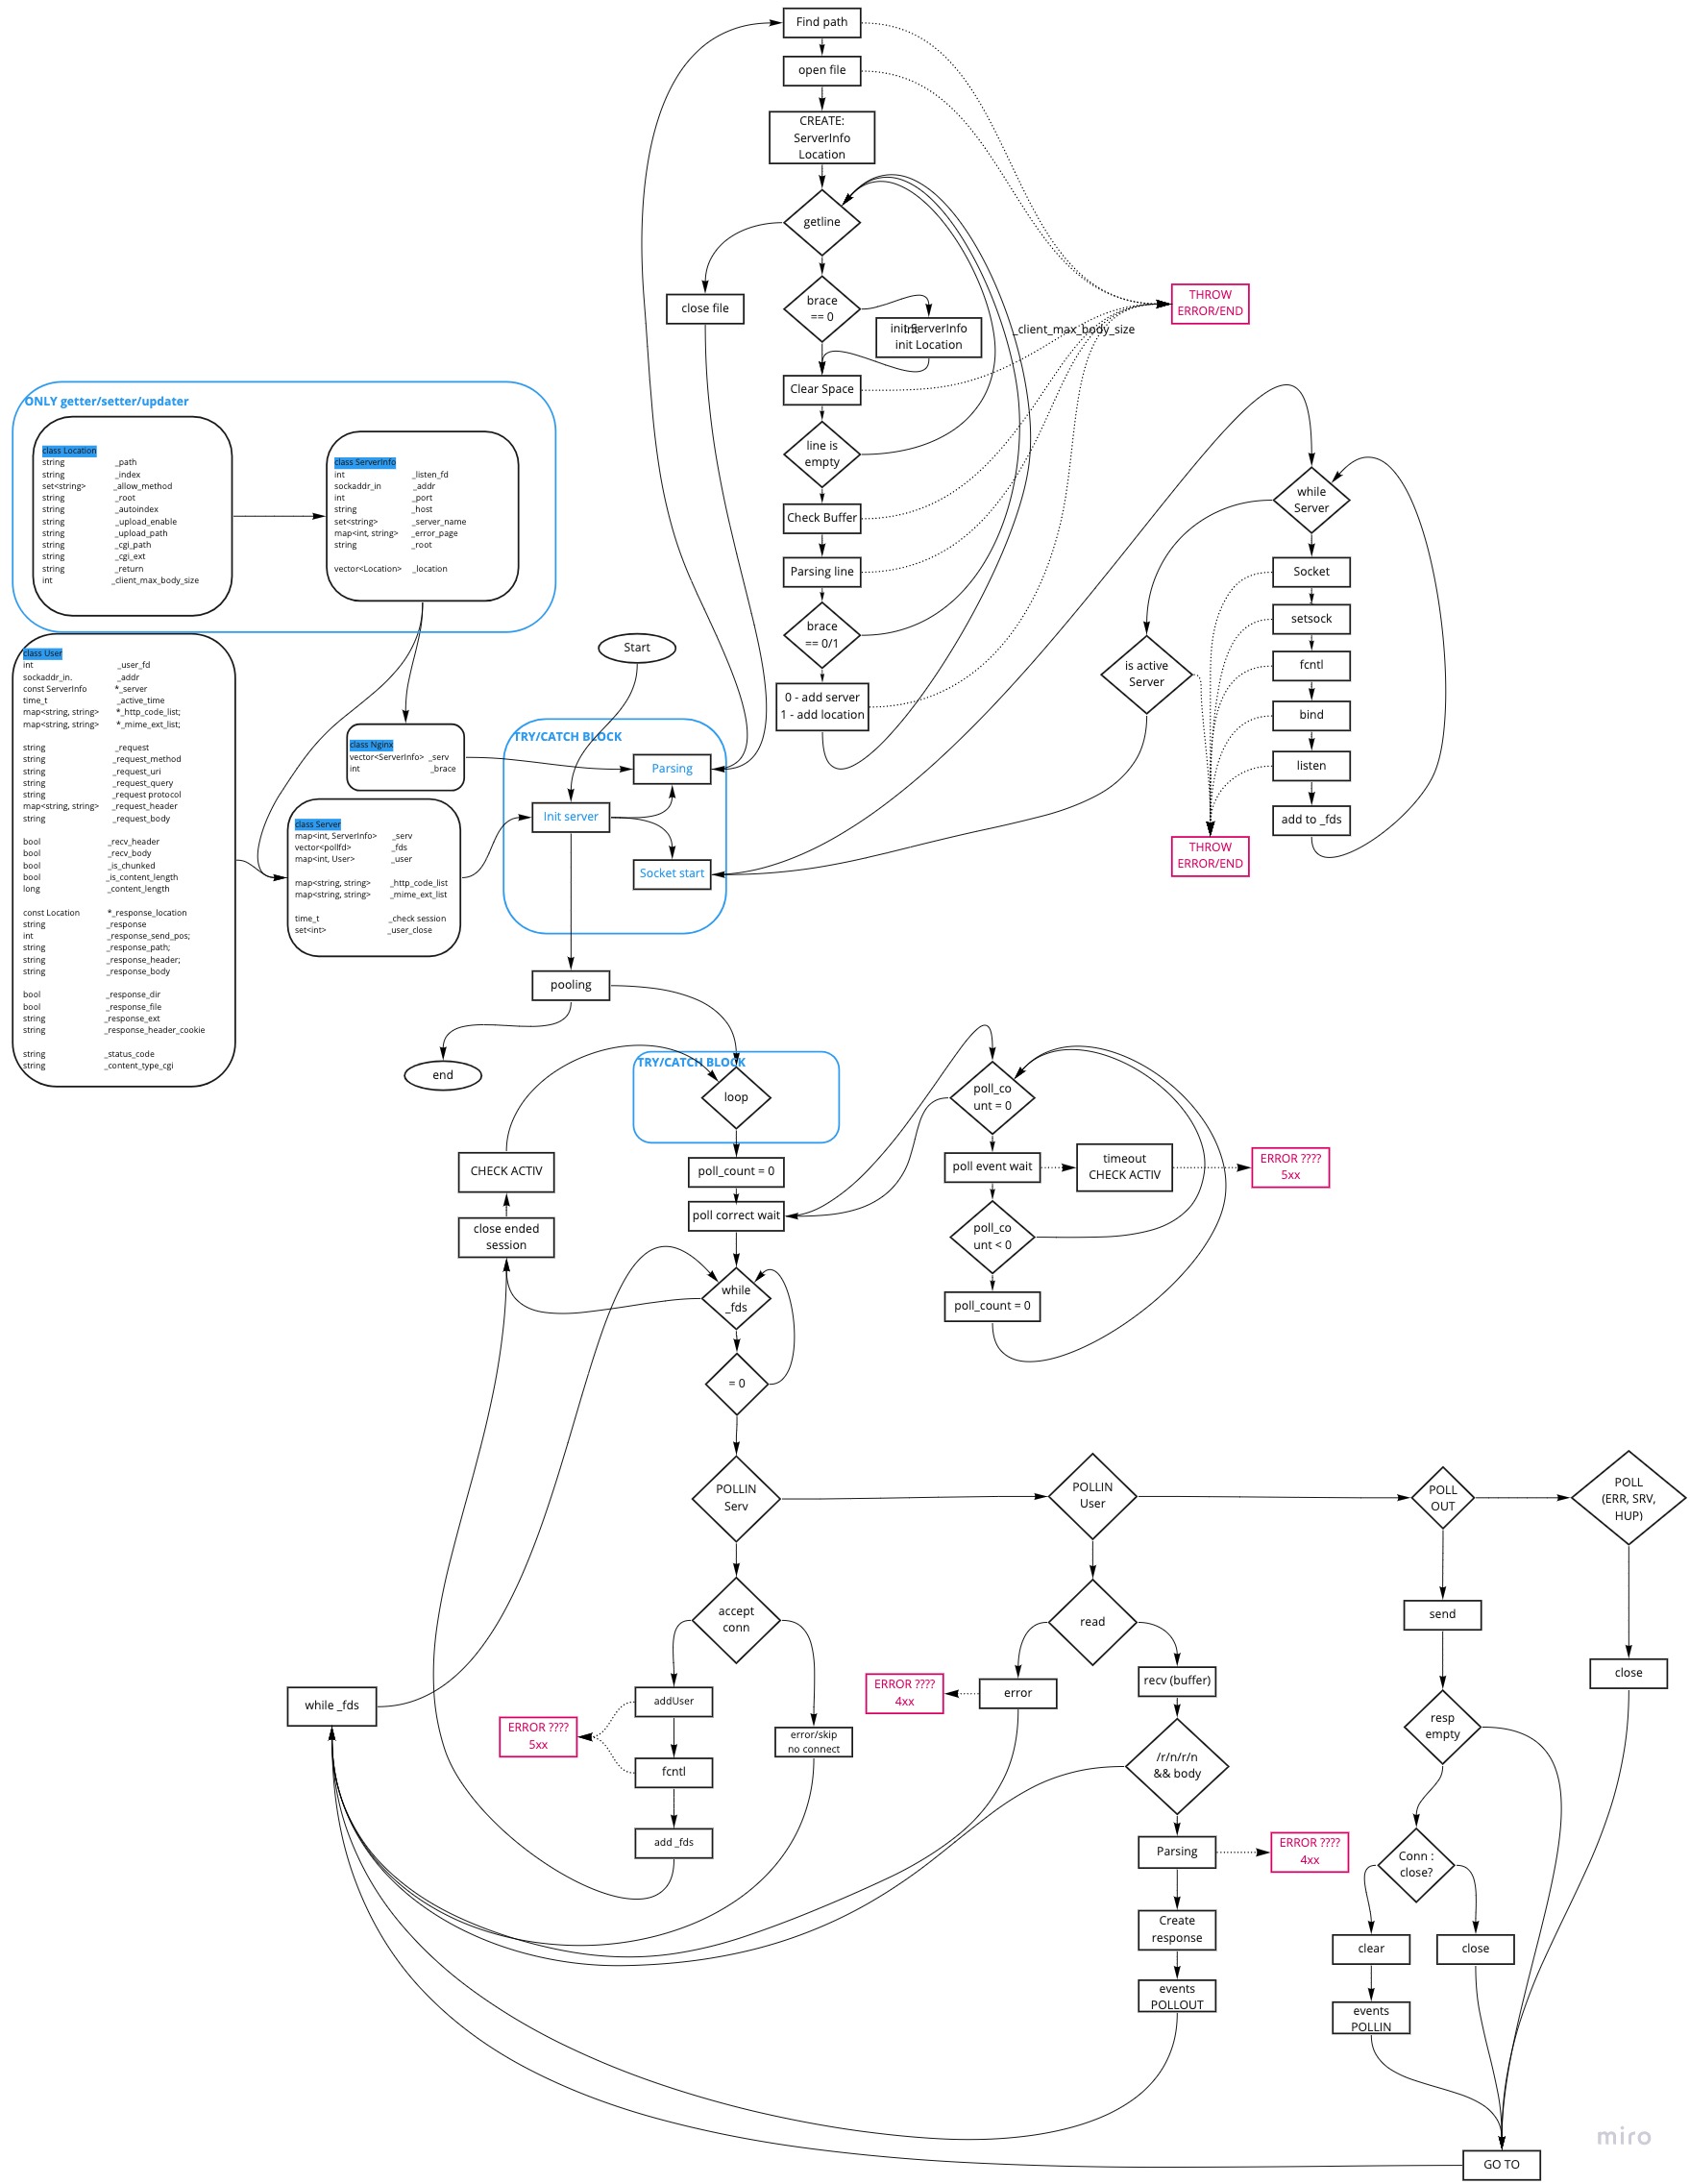 Find path
open file
CREATE:
ServerInfo
Location
getline
brace
== 0
close file
init ServerInfo
init Location
_client_max_body_size
THROW
ERROR/END
Clear Space
line is
empty
Check Buffer
Parsing line
brace
== 0/1
0 - add server
1 - add location
while
Server
Socket
setsock
fcntl
bind
listen
add to _fds
is active
Server
THROW
ERROR/END
ONLY getter/setter/updater
class Location
string _path
string _index
set<string> _allow_method
string _root
string _autoindex
string _upload_enable
string _upload_path
string _cgi_path
string _cgi_ext
string _return
int _client_max_body_size
class ServerInfo
int _listen_fd
sockaddr_in _addr
int _port
string _host
set<string> _server_name
map<int, string> _error_page
string _root
vector<Location> _location
class User
int _user_fd
sockaddr_in. _addr
const ServerInfo *_server
time_t _active_time
map<string, string> *_http_code_list;
map<string, string> *_mime_ext_list;
string _request
string _request_method
string _request_uri
string _request_query
string _request protocol
map<string, string> _request_header
string _request_body
bool _recv_header
bool _recv_body
bool _is_chunked
bool _is_content_length
long _content_length
const Location *_response_location
string _response
int _response_send_pos;
string _response_path;
string _response_header;
string _response_body
bool _response_dir
bool _response_file
string _response_ext
string _response_header_cookie
string _status_code
string _content_type_cgi
class Nginx
vector<ServerInfo> _serv
int _brace
class Server
map<int, ServerInfo> _serv
vector<pollfd> _fds
map<int, User> _user
map<string, string> _http_code_list
map<string, string> _mime_ext_list
time_t _check session
set<int> _user_close
Start
TRY/CATCH BLOCK
Parsing
Init server
Socket start
pooling
end
TRY/CATCH BLOCK
loop
CHECK ACTIV
close ended
session
poll_count = 0
poll correct wait
while
_fds
= 0
poll_co
unt = 0
poll event wait
timeout
CHECK ACTIV
ERROR ????
5xx
poll_co
unt < 0
poll_count = 0
POLLIN
Serv
POLLIN
User
POLL
OUT
POLL
(ERR, SRV,
HUP)
accept
conn
addUser
ERROR ????
5xx
fcntl
add _fds
error/skip
no connect
while _fds
read
error
ERROR ????
4xx
recv (buffer)
/r/n/r/n
&& body
Parsing
ERROR ????
4xx
Create
response
events
POLLOUT
send
resp
empty
Conn :
close?
clear
close
events
POLLIN
close
GO TO
miro